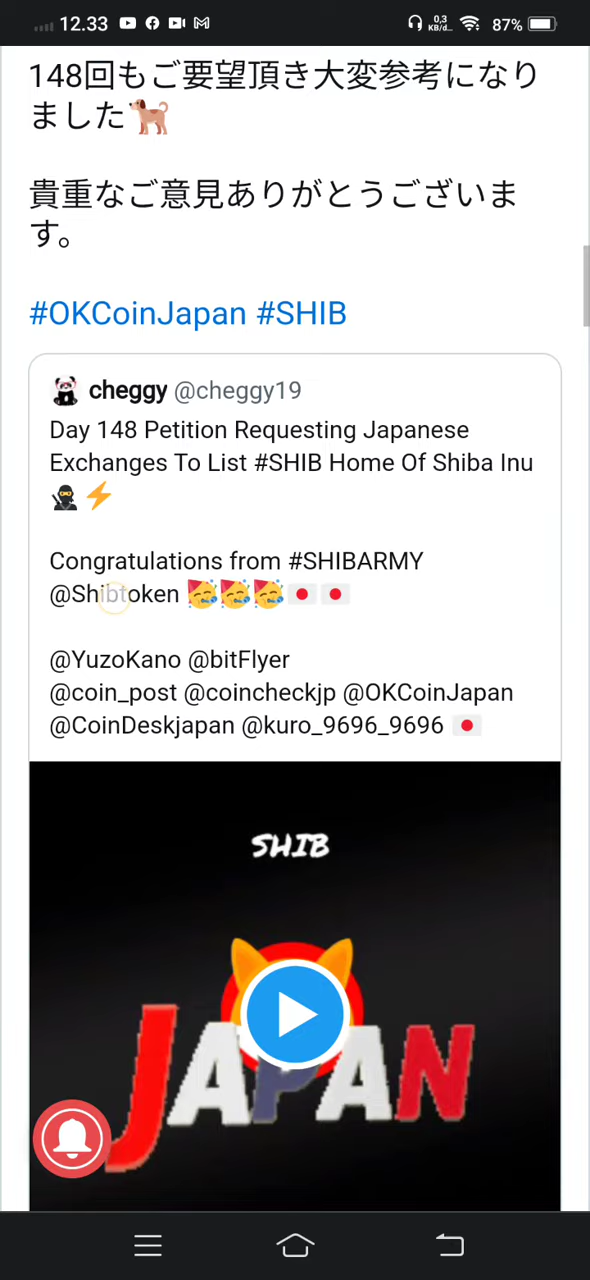 12.33
0,3
KB/d...
87%
148回もご要望頂き大変参考になり
ました🐕
貴重なご意見ありがとうございま
す。
#OKCoinJapan #SHIB
cheggy @cheggy19
Day 148 Petition Requesting Japanese
Exchanges To List #SHIB Home Of Shiba Inu
🥷⚡
Congratulations from #SHIBARMY
@Shibtoken 🥳🥳🥳🇯🇵🇯🇵
@YuzoKano @bitFlyer
@coin_post @coincheckjp @OKCoinJapan
@CoinDeskjapan @kuro_9696_9696 🇯🇵
SHIB
JAPAN